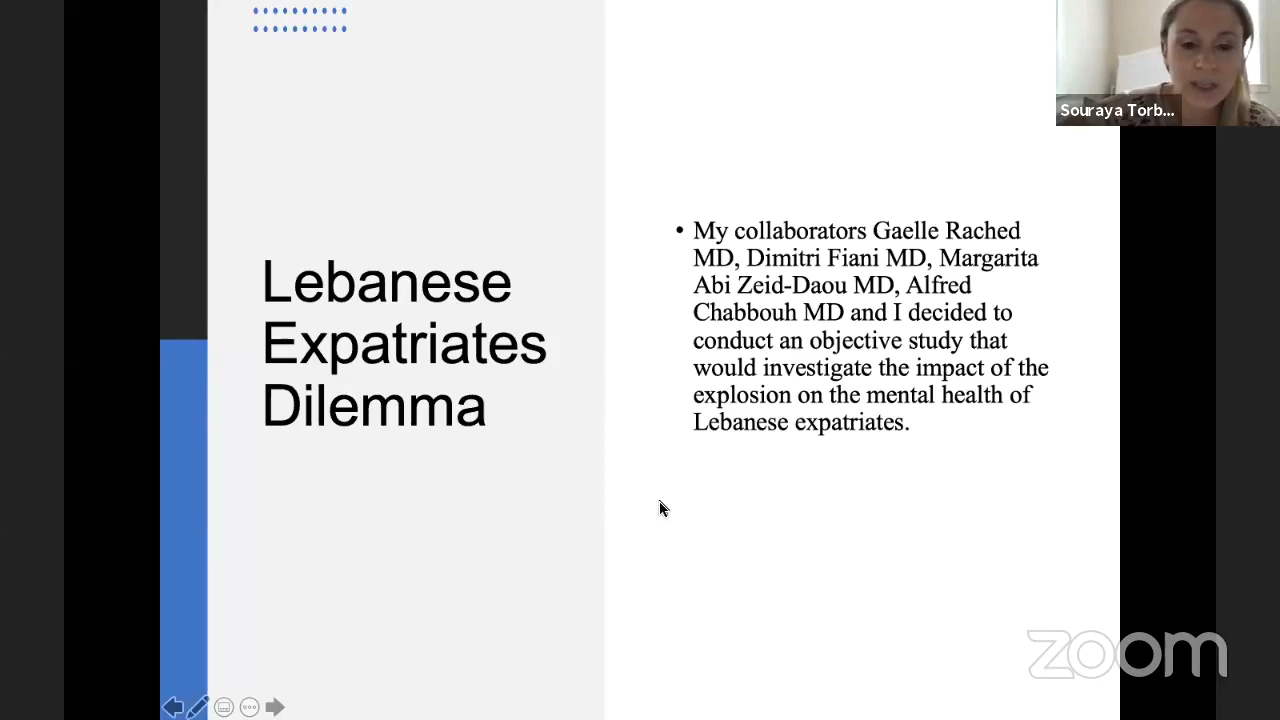 Souraya Torb...
Lebanese
Expatriates
Dilemma
• My collaborators Gaelle Rached
MD, Dimitri Fiani MD, Margarita
Abi Zeid-Daou MD, Alfred
Chabbouh MD and I decided to
conduct an objective study that
would investigate the impact of the
explosion on the mental health of
Lebanese expatriates.
zoom